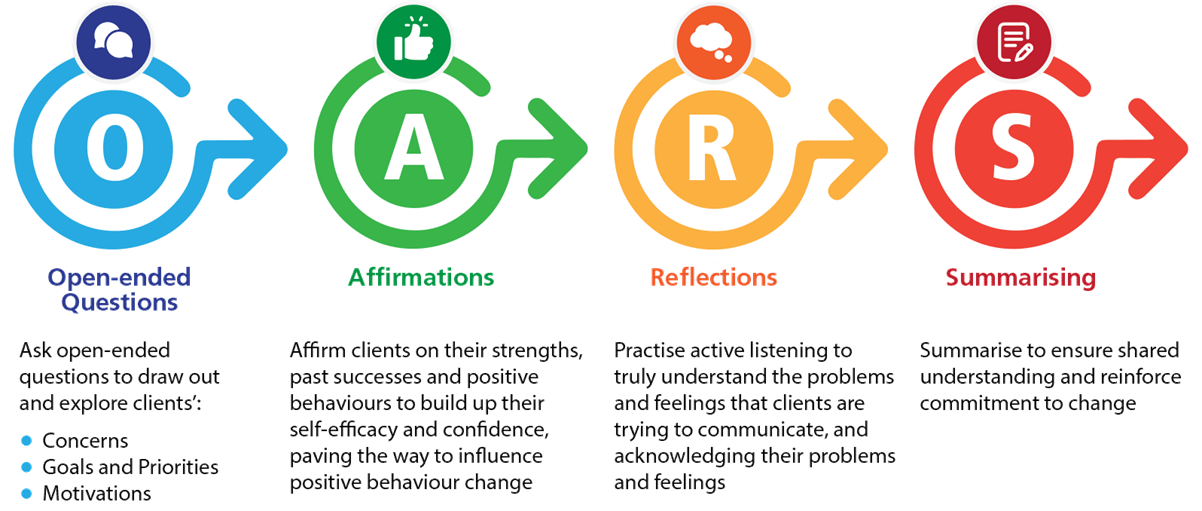 O
A
R
S
Open-ended
Questions
Affirmations
Reflections
Summarising
Ask open-ended
questions to draw out
and explore clients’:
Concerns
Goals and Priorities
Motivations
Affirm clients on their strengths,
past successes and positive
behaviours to build up their
self-efficacy and confidence,
paving the way to influence
positive behaviour change
Practise active listening to
truly understand the problems
and feelings that clients are
trying to communicate, and
acknowledging their problems
and feelings
Summarise to ensure shared
understanding and reinforce
commitment to change